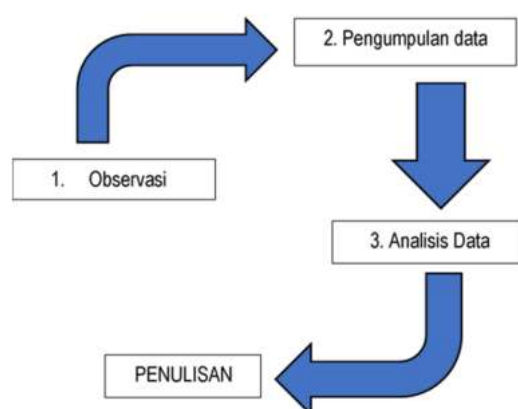 1. Observasi
2. Pengumpulan data
3. Analisis Data
PENULISAN